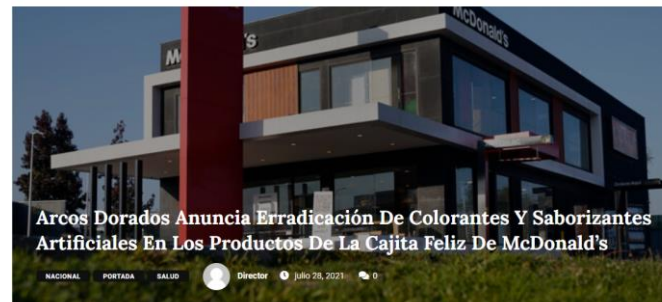 McDonald's
McDonald's
Arcos Dorados Anuncia Erradicación De Colorantes Y Saborizantes
Artificiales En Los Productos De La Cajita Feliz De McDonald's
NACIONAL PORTADA SALUD Director julio 28, 2021 0